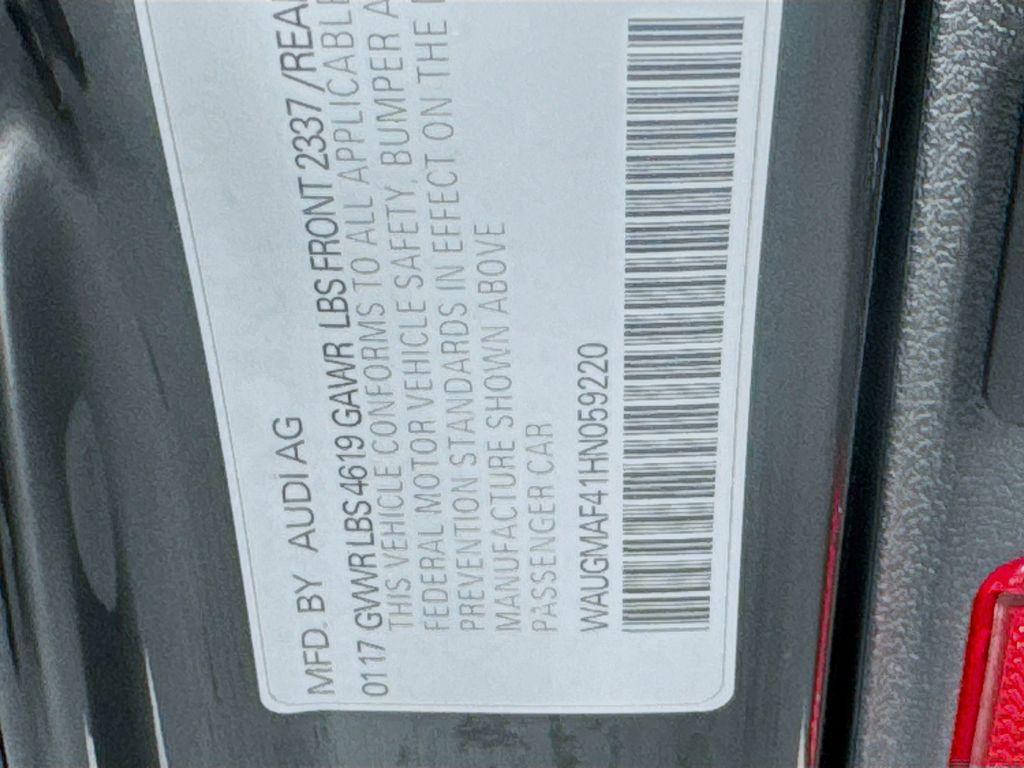 MFD. BY AUDI AG
0117 GVWR LBS 4619 GAWR LBS FRONT 2337 /REA
THIS VEHICLE CONFORMS TO ALL APPLICABLE
FEDERAL MOTOR VEHICLE SAFETY, BUMPER A
PREVENTION STANDARDS IN EFFECT ON THE
MANUFACTURE SHOWN ABOVE
PASSENGER CAR
WAUGMAF41HN059220